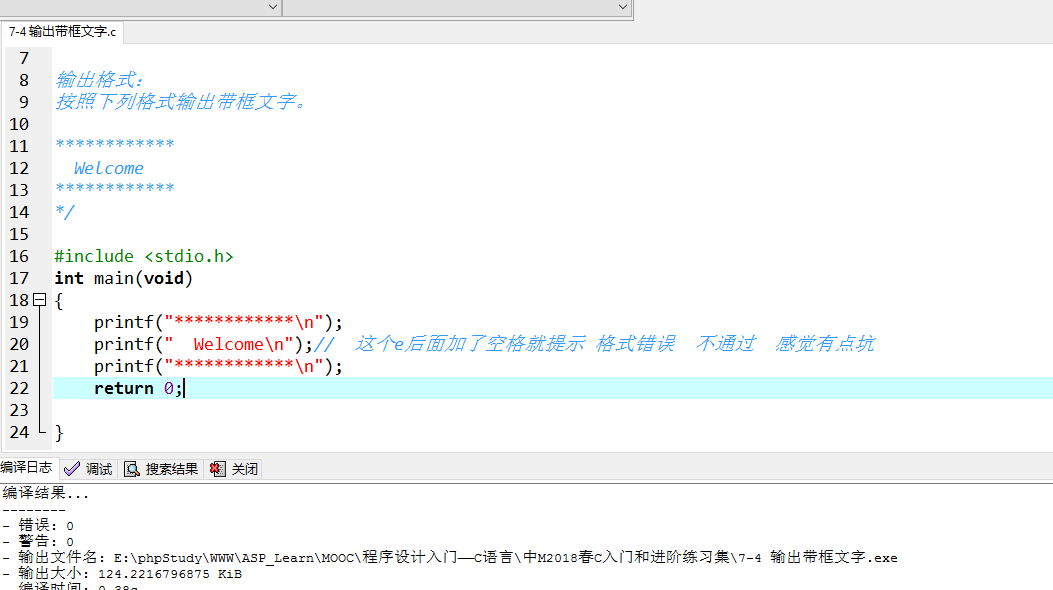 7-4 输出带框文字.c
7
8 输出格式：
9 按照下列格式输出带框文字。
10
11 ************
12   Welcome
13 ************
14 */
15
16 #include <stdio.h>
17 int main(void)
18 {
19     printf("************\n");
20     printf("  Welcome\n");//  这个e后面加了空格就提示 格式错误  不通过  感觉有点坑
21     printf("************\n");
22     return 0;
23
24 }
编译日志 调试 搜索结果 关闭
编译结果...
--------
- 错误: 0
- 警告: 0
- 输出文件名: E:\phpStudy\WWW\ASP_Learn\MOOC\程序设计入门——C语言\中M2018春C入门和进阶练习集\7-4 输出带框文字.exe
- 输出大小: 124.2216796875 KiB
- 编译时间: 0.38s